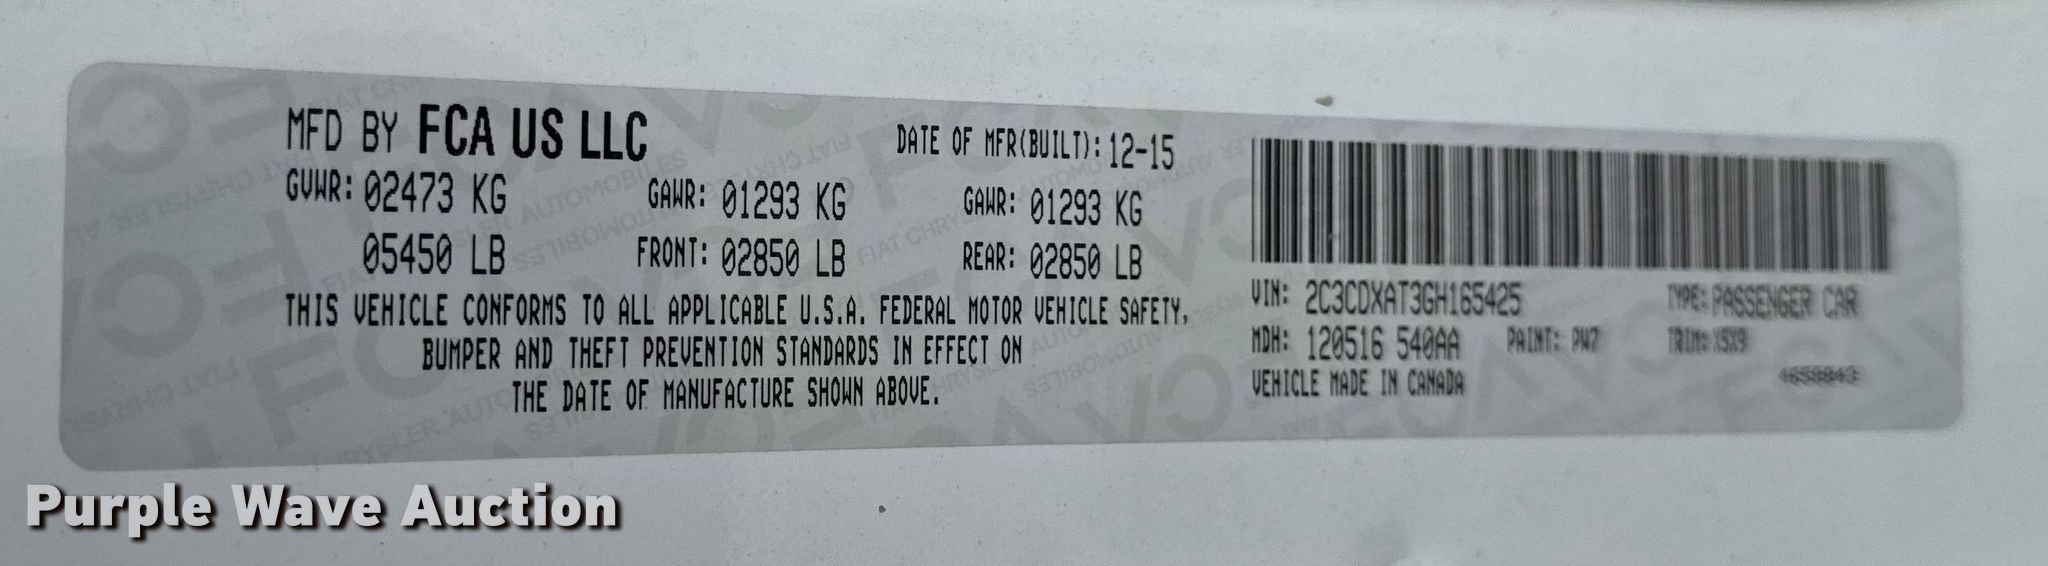 MFD BY FCA US LLC
DATE OF MFR(BUILT): 12-15
GVWR: 02473 KG GAWR: 01293 KG GAWR: 01293 KG
05450 LB FRONT: 02850 LB REAR: 02850 LB
THIS VEHICLE CONFORMS TO ALL APPLICABLE U.S.A. FEDERAL MOTOR VEHICLE SAFETY,
BUMPER AND THEFT PREVENTION STANDARDS IN EFFECT ON
THE DATE OF MANUFACTURE SHOWN ABOVE.
VIN: 2C3CDXAT3GH165425 TYPE: PASSENGER CAR
MDH: 120516 540AA PAINT: PW7 TRIM: X5X9
VEHICLE MADE IN CANADA
Purple Wave Auction